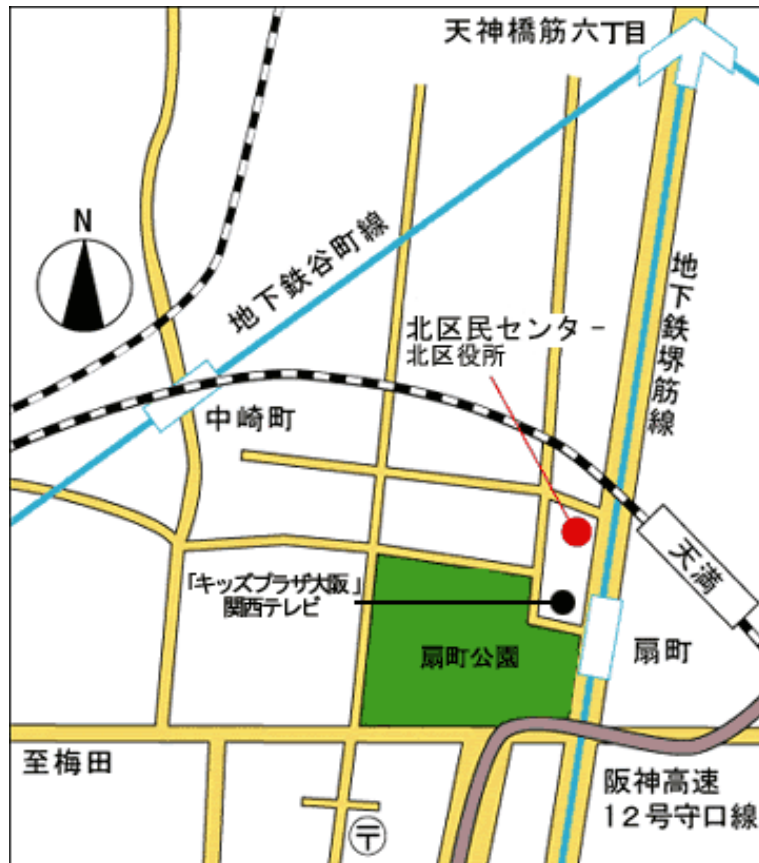 天神橋筋六丁目
N
地下鉄谷町線
地下鉄堺筋線
北区民センター
北区役所
中崎町
天満
「キッズプラザ大阪」
関西テレビ
扇町公園
扇町
至梅田
阪神高速
12号守口線
〒